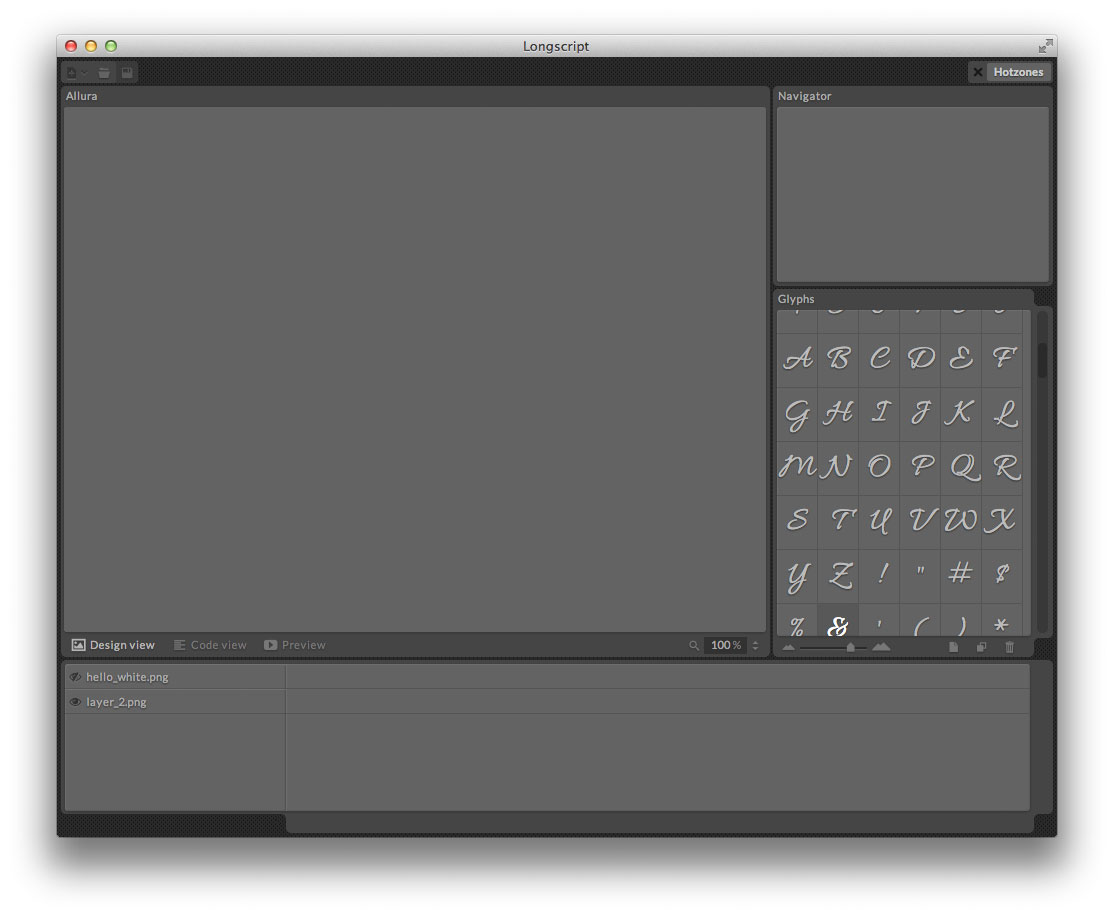 Longscript
Hotzones
Allura
Navigator
Glyphs
A B C D E F
G H I J K L
M N O P Q R
S T U V W X
Y Z ! " # $
% & ' ( ) *
Design view Code view Preview 100 %
hello_white.png
layer_2.png